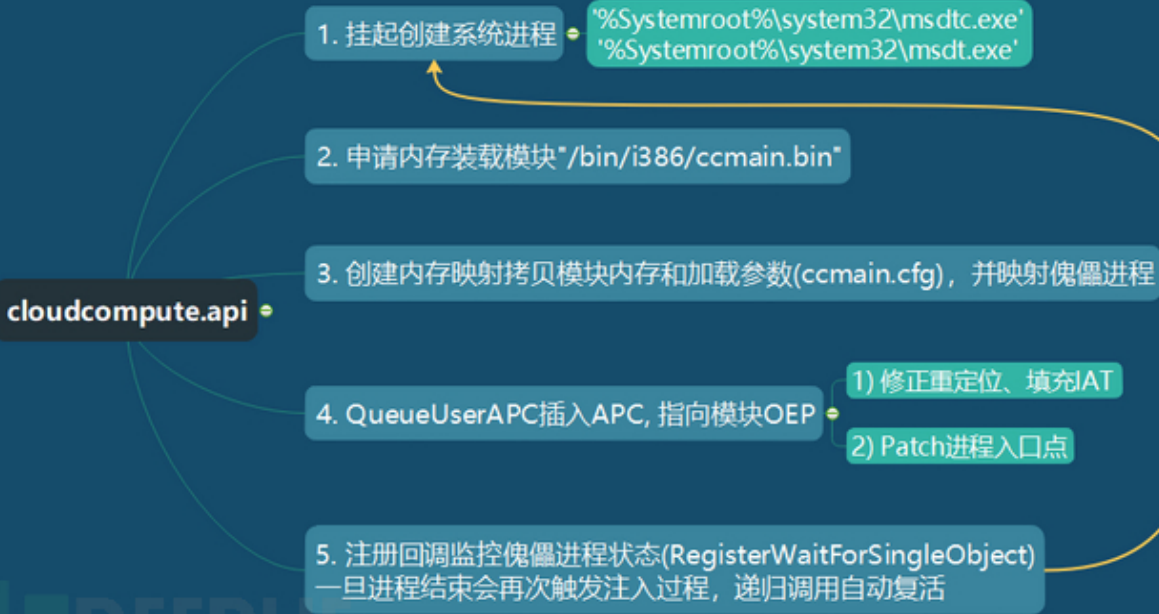 1. 挂起创建系统进程
'%Systemroot%\system32\msdtc.exe'
'%Systemroot%\system32\msdt.exe'
2. 申请内存装载模块"/bin/i386/ccmain.bin"
3. 创建内存映射拷贝模块内存和加载参数(ccmain.cfg)，并映射傀儡进程
cloudcompute.api
4. QueueUserAPC插入APC, 指向模块OEP
1) 修正重定位、填充IAT
2) Patch进程入口点
5. 注册回调监控傀儡进程状态(RegisterWaitForSingleObject)
一旦进程结束会再次触发注入过程，递归调用自动复活